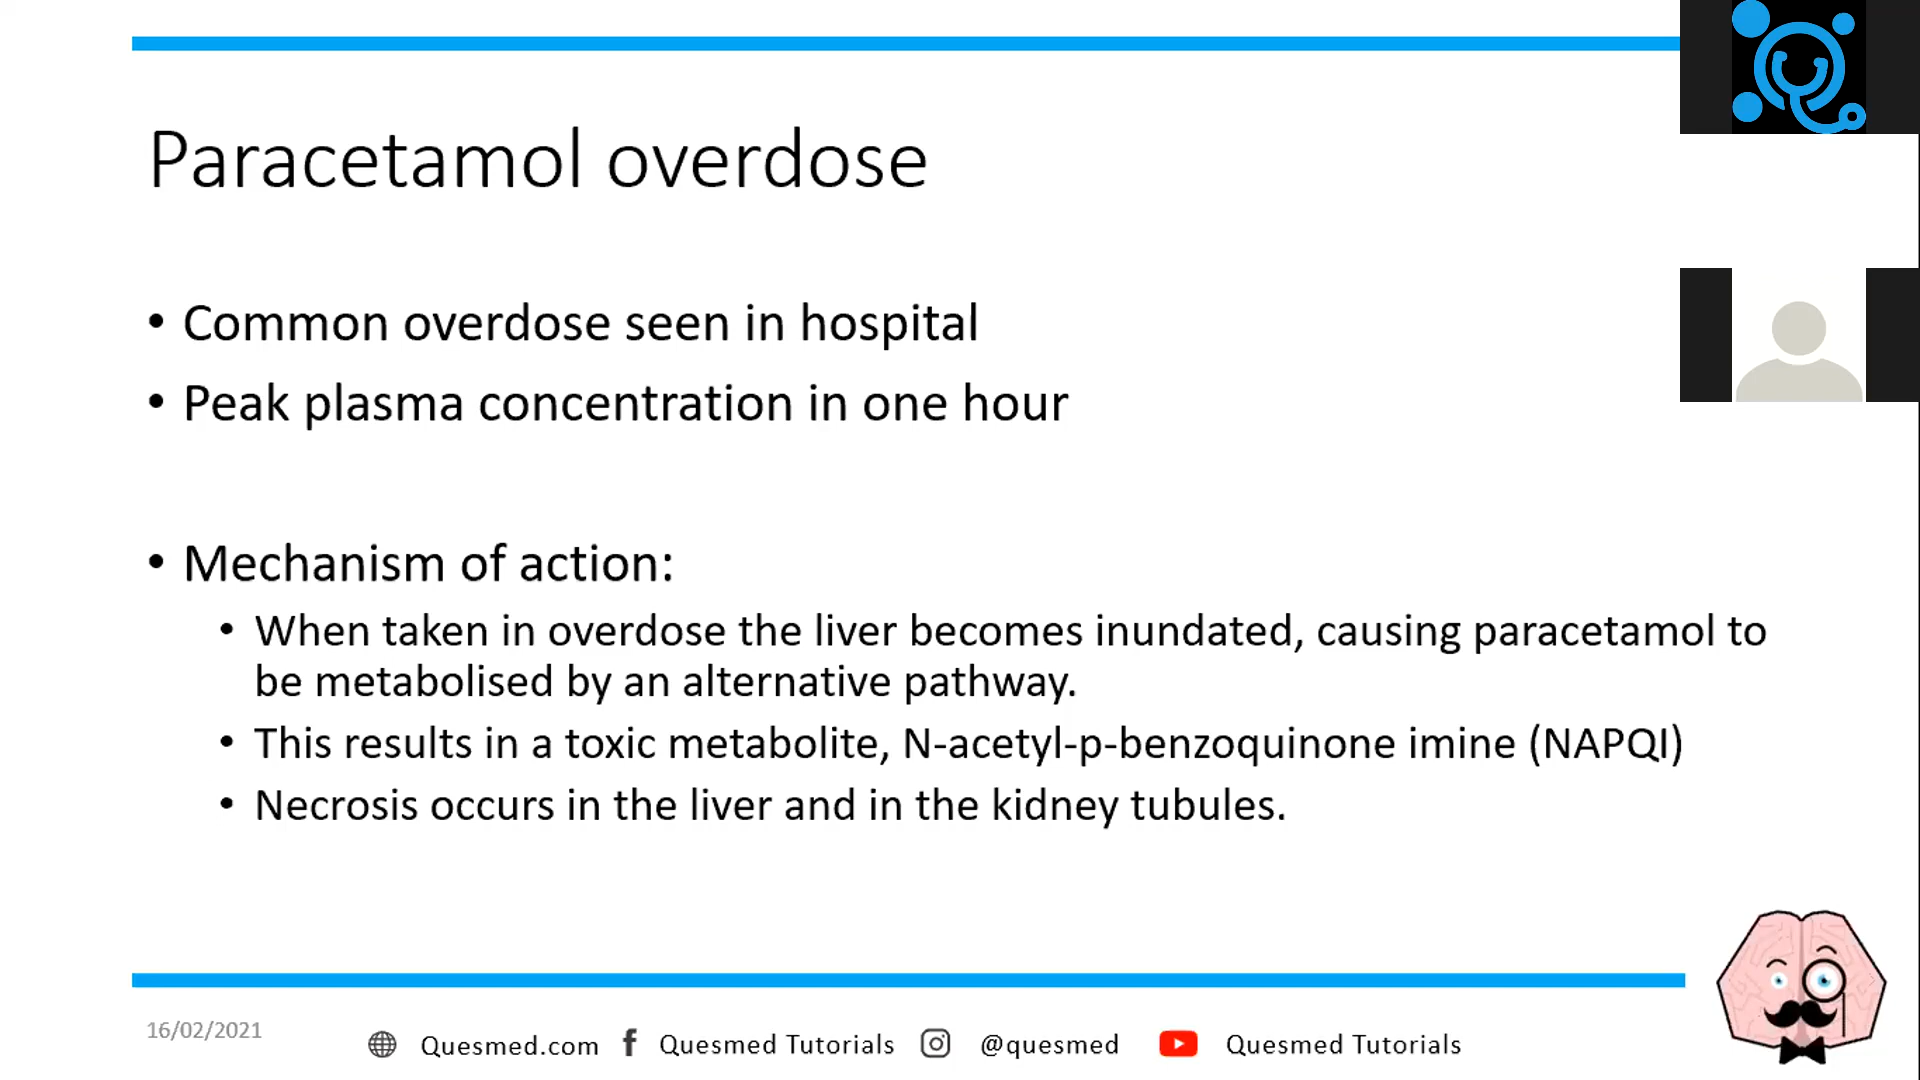 Paracetamol overdose
• Common overdose seen in hospital
• Peak plasma concentration in one hour
• Mechanism of action:
• When taken in overdose the liver becomes inundated, causing paracetamol to
be metabolised by an alternative pathway.
• This results in a toxic metabolite, N-acetyl-p-benzoquinone imine (NAPQI)
• Necrosis occurs in the liver and in the kidney tubules.
16/02/2021
Quesmed.com
Quesmed Tutorials
@quesmed
Quesmed Tutorials